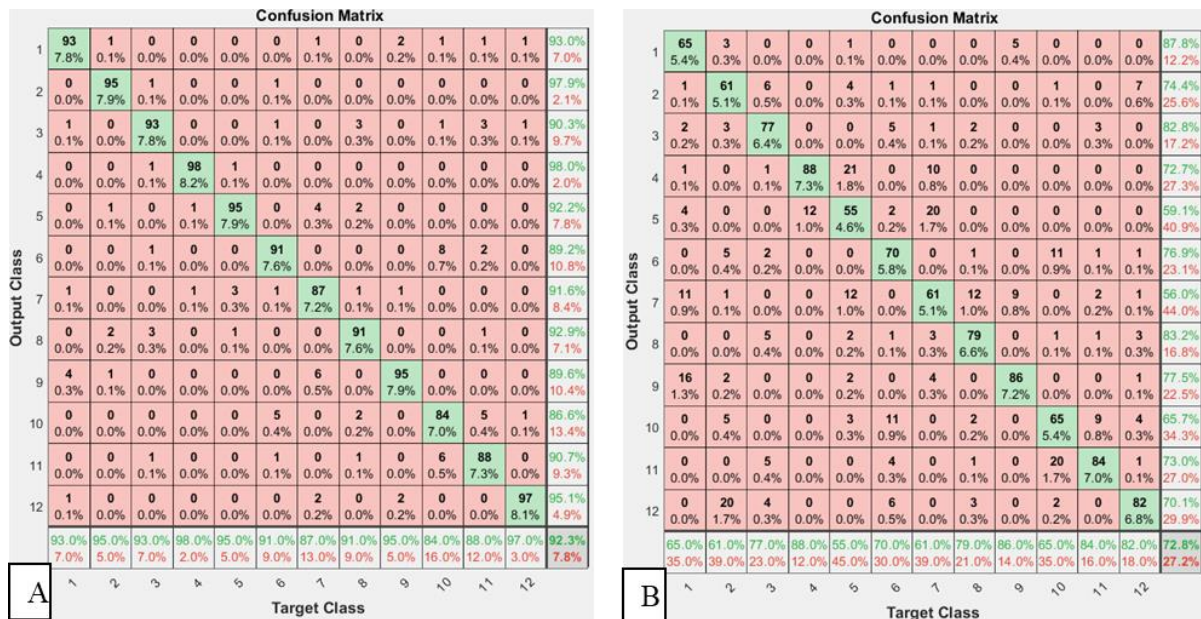 Confusion Matrix
1 93 1 0 0 0 0 1 0 2 1 1 1 93.0%
7.8% 0.1% 0.0% 0.0% 0.0% 0.0% 0.1% 0.0% 0.2% 0.1% 0.1% 0.1% 7.0%
2 0 95 1 0 0 1 0 0 0 0 0 0 97.9%
0.0% 7.9% 0.1% 0.0% 0.0% 0.1% 0.0% 0.0% 0.0% 0.0% 0.0% 0.0% 2.1%
3 1 0 93 0 0 1 0 3 0 1 3 1 90.3%
0.1% 0.0% 7.8% 0.0% 0.0% 0.1% 0.0% 0.3% 0.0% 0.1% 0.3% 0.1% 9.7%
4 0 0 1 98 1 0 0 0 0 0 0 0 98.0%
0.0% 0.0% 0.1% 8.2% 0.1% 0.0% 0.0% 0.0% 0.0% 0.0% 0.0% 0.0% 2.0%
5 0 1 0 1 95 0 4 2 0 0 0 0 92.2%
0.0% 0.1% 0.0% 0.1% 7.9% 0.0% 0.3% 0.2% 0.0% 0.0% 0.0% 0.0% 7.8%
6 0 0 1 0 0 91 0 0 0 8 2 0 89.2%
0.0% 0.0% 0.1% 0.0% 0.0% 7.6% 0.0% 0.0% 0.0% 0.7% 0.2% 0.0% 10.8%
7 1 0 0 1 3 1 87 1 1 0 0 0 91.6%
0.1% 0.0% 0.0% 0.1% 0.3% 0.1% 7.2% 0.1% 0.1% 0.0% 0.0% 0.0% 8.4%
8 0 2 3 0 1 0 0 91 0 0 1 0 92.9%
0.0% 0.2% 0.3% 0.0% 0.1% 0.0% 0.0% 7.6% 0.0% 0.0% 0.1% 0.0% 7.1%
9 4 1 0 0 0 0 6 0 95 0 0 0 89.6%
0.3% 0.1% 0.0% 0.0% 0.0% 0.0% 0.5% 0.0% 7.9% 0.0% 0.0% 0.0% 10.4%
10 0 0 0 0 0 5 0 2 0 84 5 1 86.6%
0.0% 0.0% 0.0% 0.0% 0.0% 0.4% 0.0% 0.2% 0.0% 7.0% 0.4% 0.1% 13.4%
11 0 0 1 0 0 1 0 1 0 6 88 0 90.7%
0.0% 0.0% 0.1% 0.0% 0.0% 0.1% 0.0% 0.1% 0.0% 0.5% 7.3% 0.0% 9.3%
12 1 0 0 0 0 0 2 0 2 0 0 97 95.1%
0.1% 0.0% 0.0% 0.0% 0.0% 0.0% 0.2% 0.0% 0.2% 0.0% 0.0% 8.1% 4.9%
93.0% 95.0% 93.0% 98.0% 95.0% 91.0% 87.0% 91.0% 95.0% 84.0% 88.0% 97.0% 92.3%
7.0% 5.0% 7.0% 2.0% 5.0% 9.0% 13.0% 9.0% 5.0% 16.0% 12.0% 3.0% 7.8%
1 2 3 4 5 6 7 8 9 10 11 12
Output Class
Target Class
A
Confusion Matrix
1 65 3 0 0 1 0 0 0 5 0 0 0 87.8%
5.4% 0.3% 0.0% 0.0% 0.1% 0.0% 0.0% 0.0% 0.4% 0.0% 0.0% 0.0% 12.2%
2 1 61 6 0 4 1 1 0 0 1 0 7 74.4%
0.1% 5.1% 0.5% 0.0% 0.3% 0.1% 0.1% 0.0% 0.0% 0.1% 0.0% 0.6% 25.6%
3 2 3 77 0 0 5 1 2 0 0 3 0 82.8%
0.2% 0.3% 6.4% 0.0% 0.0% 0.4% 0.1% 0.2% 0.0% 0.0% 0.3% 0.0% 17.2%
4 1 0 1 88 21 0 10 0 0 0 0 0 72.7%
0.1% 0.0% 0.1% 7.3% 1.8% 0.0% 0.8% 0.0% 0.0% 0.0% 0.0% 0.0% 27.3%
5 4 0 0 12 55 2 20 0 0 0 0 0 59.1%
0.3% 0.0% 0.0% 1.0% 4.6% 0.2% 1.7% 0.0% 0.0% 0.0% 0.0% 0.0% 40.9%
6 0 5 2 0 0 70 0 1 0 11 1 1 76.9%
0.0% 0.4% 0.2% 0.0% 0.0% 5.8% 0.0% 0.1% 0.0% 0.9% 0.1% 0.1% 23.1%
7 11 1 0 0 12 0 61 12 9 0 2 1 56.0%
0.9% 0.1% 0.0% 0.0% 1.0% 0.0% 5.1% 1.0% 0.8% 0.0% 0.2% 0.1% 44.0%
8 0 0 5 0 2 1 3 79 0 1 1 3 83.2%
0.0% 0.0% 0.4% 0.0% 0.2% 0.1% 0.3% 6.6% 0.0% 0.1% 0.1% 0.3% 16.8%
9 16 2 0 0 2 0 4 0 86 0 0 1 77.5%
1.3% 0.2% 0.0% 0.0% 0.2% 0.0% 0.3% 0.0% 7.2% 0.0% 0.0% 0.1% 22.5%
10 0 5 0 0 3 11 0 2 0 65 9 4 65.7%
0.0% 0.4% 0.0% 0.0% 0.3% 0.9% 0.0% 0.2% 0.0% 5.4% 0.8% 0.3% 34.3%
11 0 0 5 0 0 4 0 1 0 20 84 1 73.0%
0.0% 0.0% 0.4% 0.0% 0.0% 0.3% 0.0% 0.1% 0.0% 1.7% 7.0% 0.1% 27.0%
12 0 20 4 0 0 6 0 3 0 2 0 82 70.1%
0.0% 1.7% 0.3% 0.0% 0.0% 0.5% 0.0% 0.3% 0.0% 0.2% 0.0% 6.8% 29.9%
65.0% 61.0% 77.0% 88.0% 55.0% 70.0% 61.0% 79.0% 86.0% 65.0% 84.0% 82.0% 72.8%
35.0% 39.0% 23.0% 12.0% 45.0% 30.0% 39.0% 21.0% 14.0% 35.0% 16.0% 18.0% 27.2%
1 2 3 4 5 6 7 8 9 10 11 12
Output Class
Target Class
B